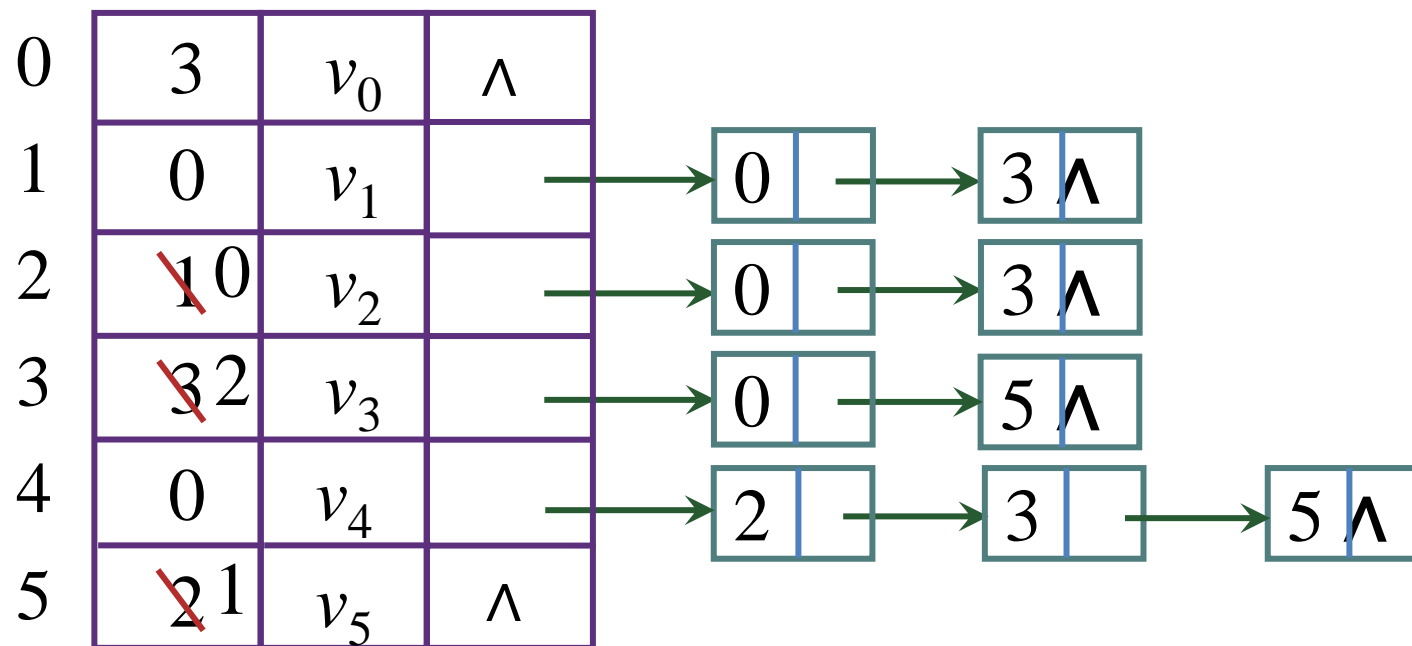 0 3 v₀ ∧
1 0 v₁ 0 3 ∧
2 1 0 v₂ 0 3 ∧
3 3 2 v₃ 0 5 ∧
4 0 v₄ 2 3 5 ∧
5 2 1 v₅ ∧